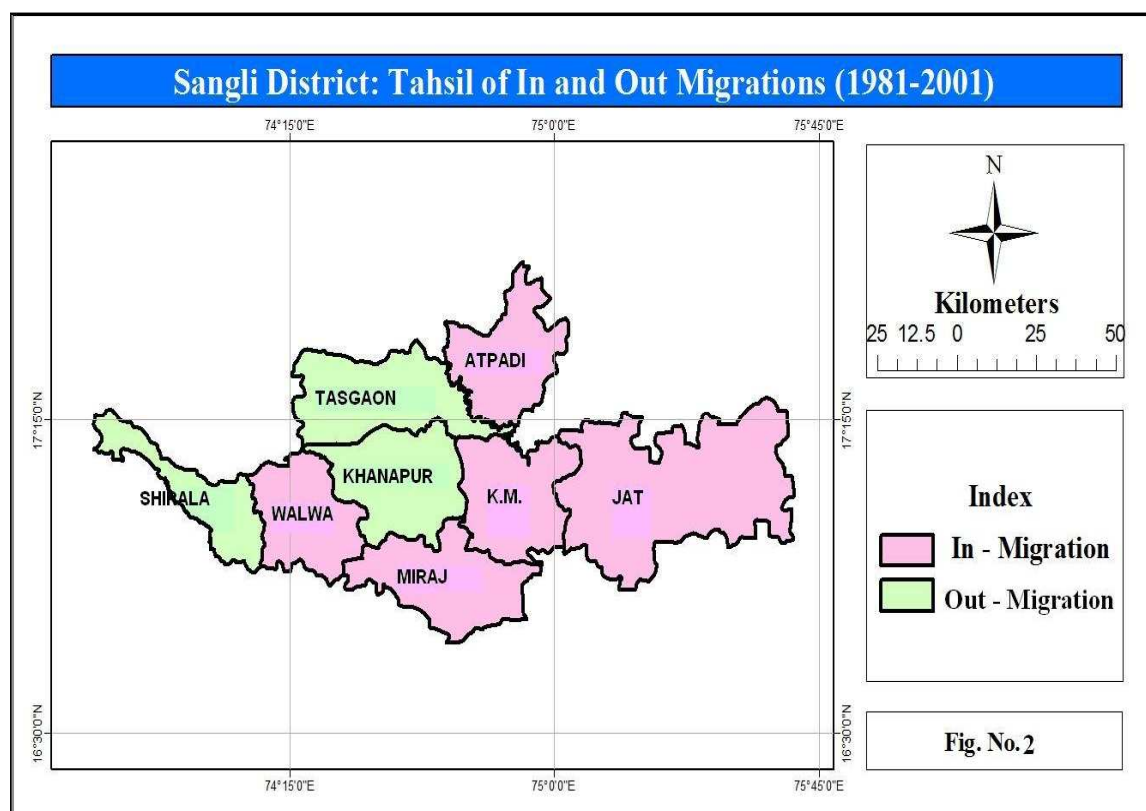 Sangli District: Tahsil of In and Out Migrations (1981-2001)
74°15'0"E 75°0'0"E 75°45'0"E
N
Kilometers
25 12.5 0 25 50
ATPADI
TASGAON
17°15'0"N 17°15'0"N
KHANAPUR
SHIRALA
WALWA
K.M.
JAT
MIRAJ
Index
In - Migration
Out - Migration
16°30'0"N 16°30'0"N
Fig. No.2
74°15'0"E 75°0'0"E 75°45'0"E